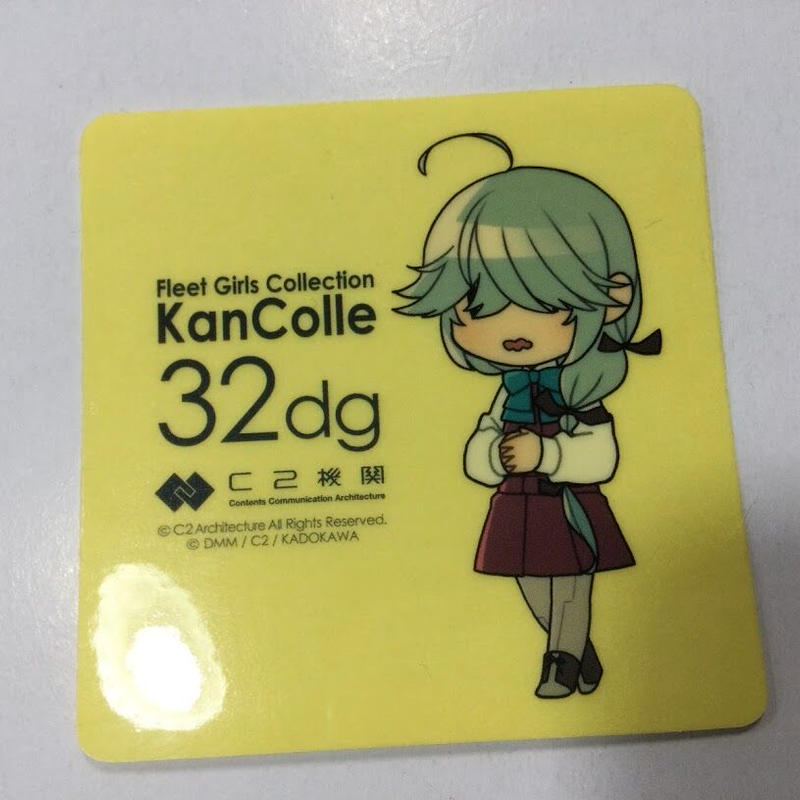 Fleet Girls Collection
KanColle
32dg
C2機関
Contents Communication Architecture
© C2 Architecture All Rights Reserved.
© DMM / C2 / KADOKAWA